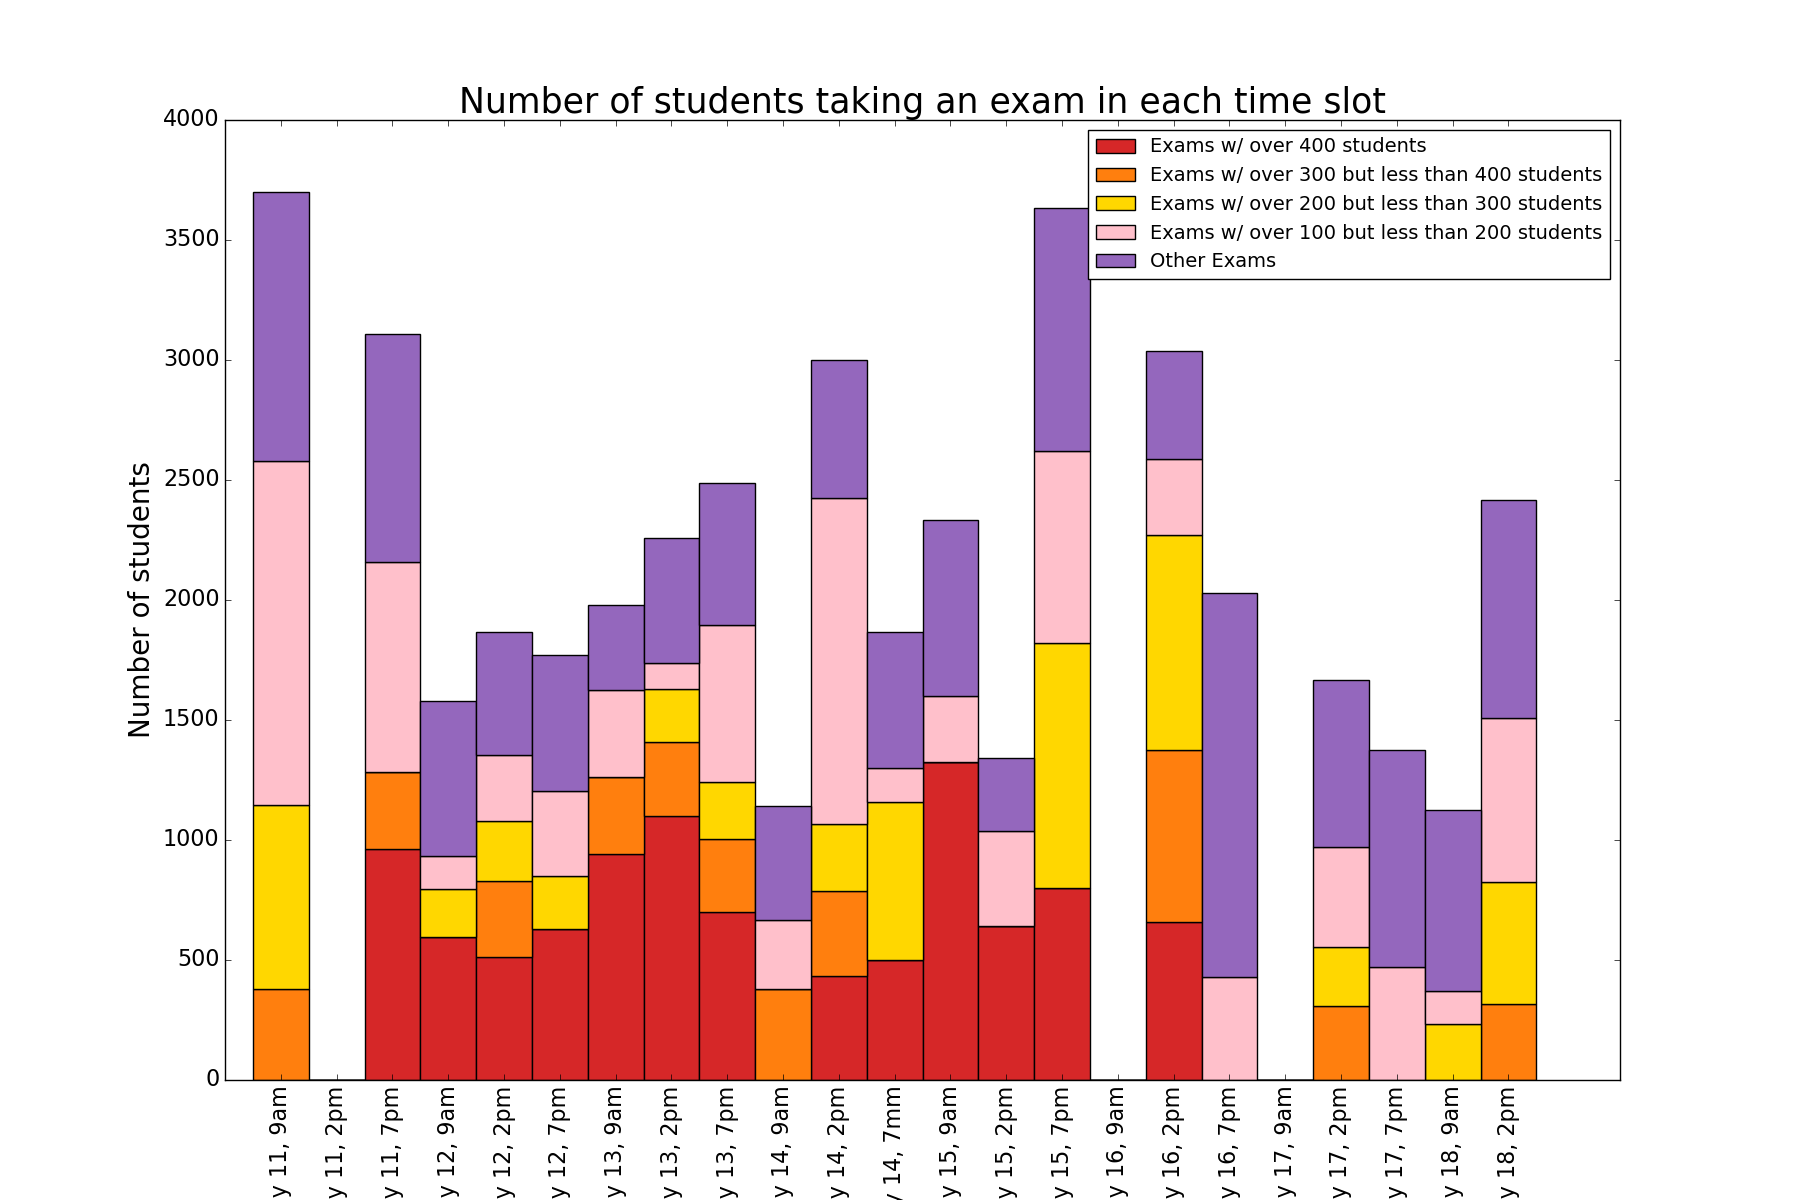 Number of students taking an exam in each time slot
Number of students
4000
3500
3000
2500
2000
1500
1000
500
0
Exams w/ over 400 students
Exams w/ over 300 but less than 400 students
Exams w/ over 200 but less than 300 students
Exams w/ over 100 but less than 200 students
Other Exams
y 11, 9am
y 11, 2pm
y 11, 7pm
y 12, 9am
y 12, 2pm
y 12, 7pm
y 13, 9am
y 13, 2pm
y 13, 7pm
y 14, 9am
y 14, 2pm
y 14, 7mm
y 15, 9am
y 15, 2pm
y 15, 7pm
y 16, 9am
y 16, 2pm
y 16, 7pm
y 17, 9am
y 17, 2pm
y 17, 7pm
y 18, 9am
y 18, 2pm